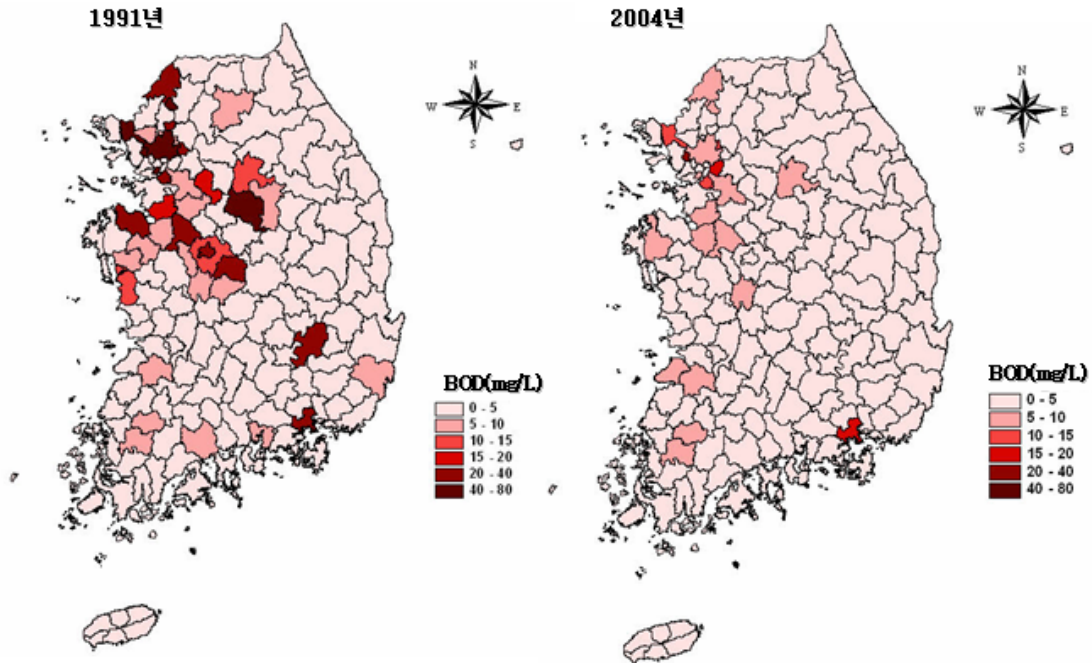 1991년
2004년
N
W
E
S
N
W
E
S
BOD(mg/L)
0 - 5
5 - 10
10 - 15
15 - 20
20 - 40
40 - 80
BOD(mg/L)
0 - 5
5 - 10
10 - 15
15 - 20
20 - 40
40 - 80